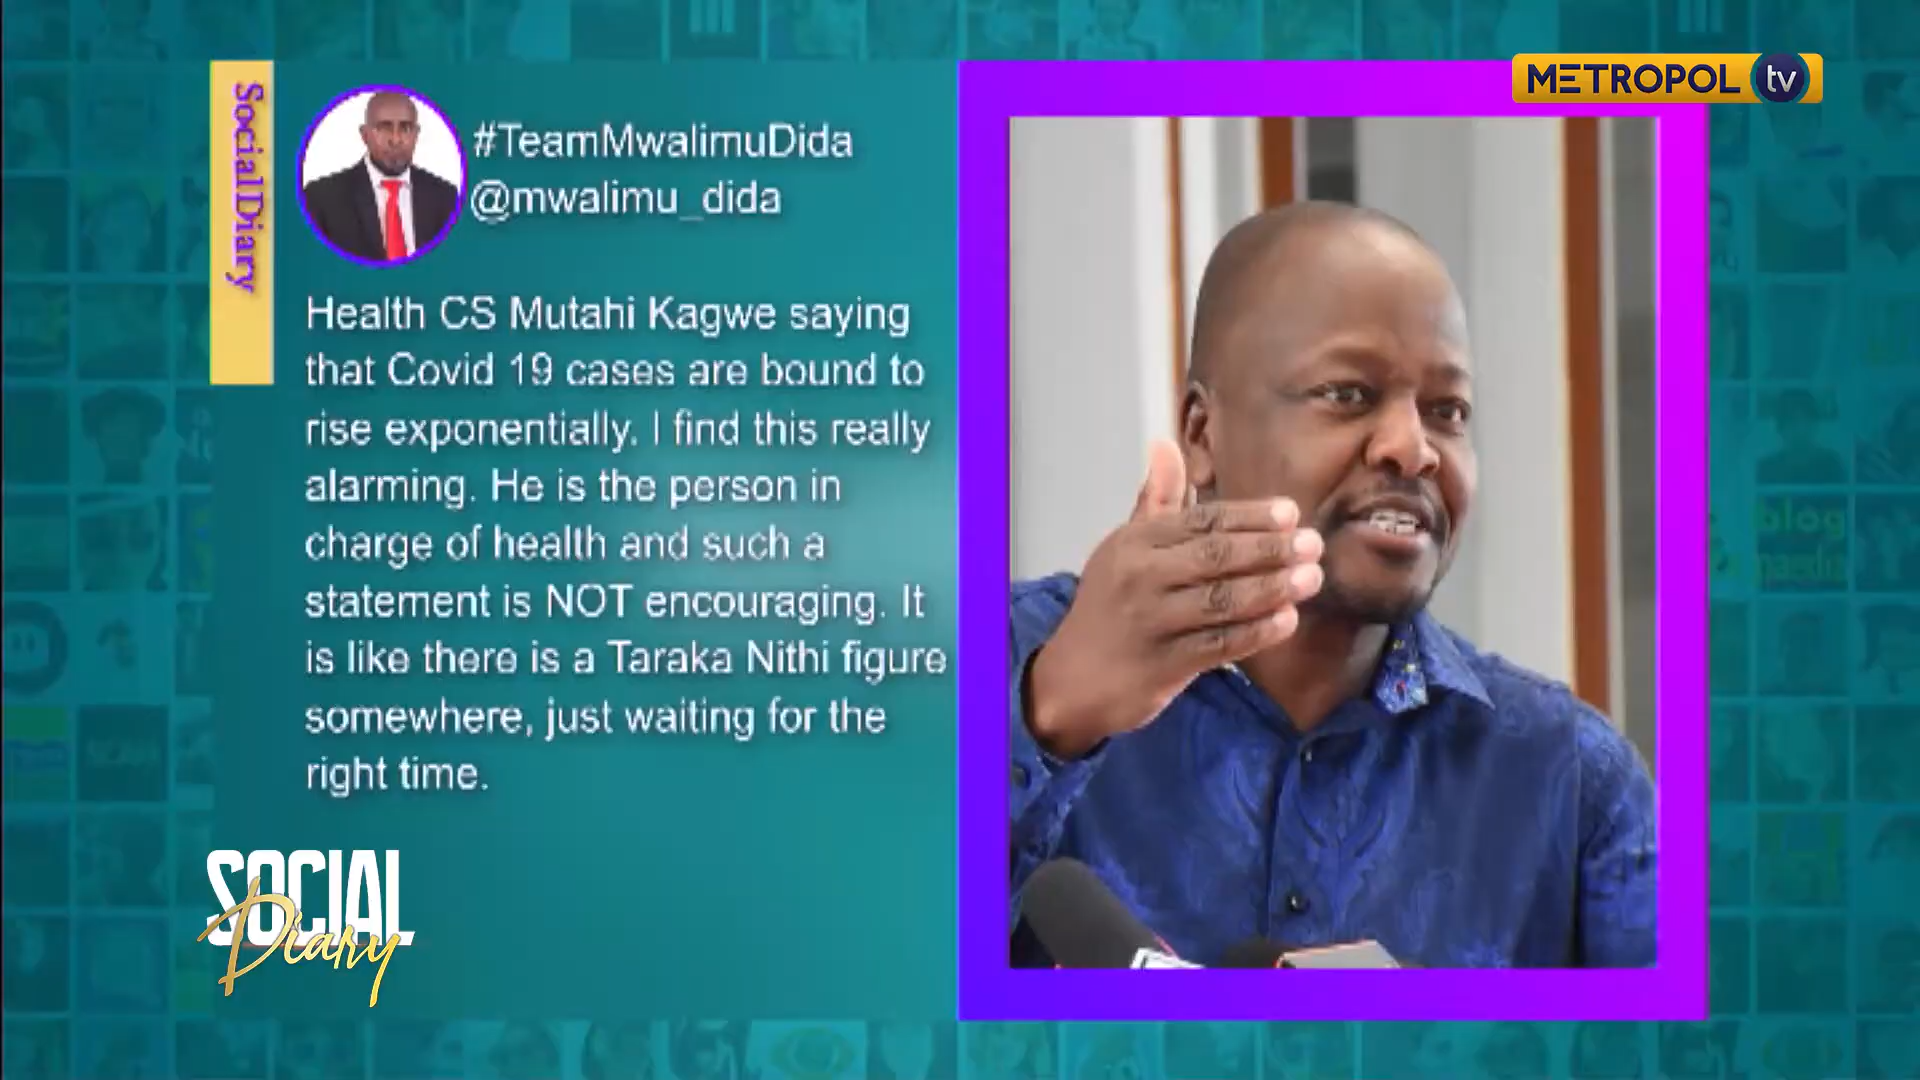 METROPOL tv
SocialDiary
#TeamMwalimuDida
@mwalimu_dida
Health CS Mutahi Kagwe saying
that Covid 19 cases are bound to
rise exponentially. I find this really
alarming. He is the person in
charge of health and such a
statement is NOT encouraging. It
is like there is a Taraka Nithi figure
somewhere, just waiting for the
right time.
SOCIAL
Diary
blog